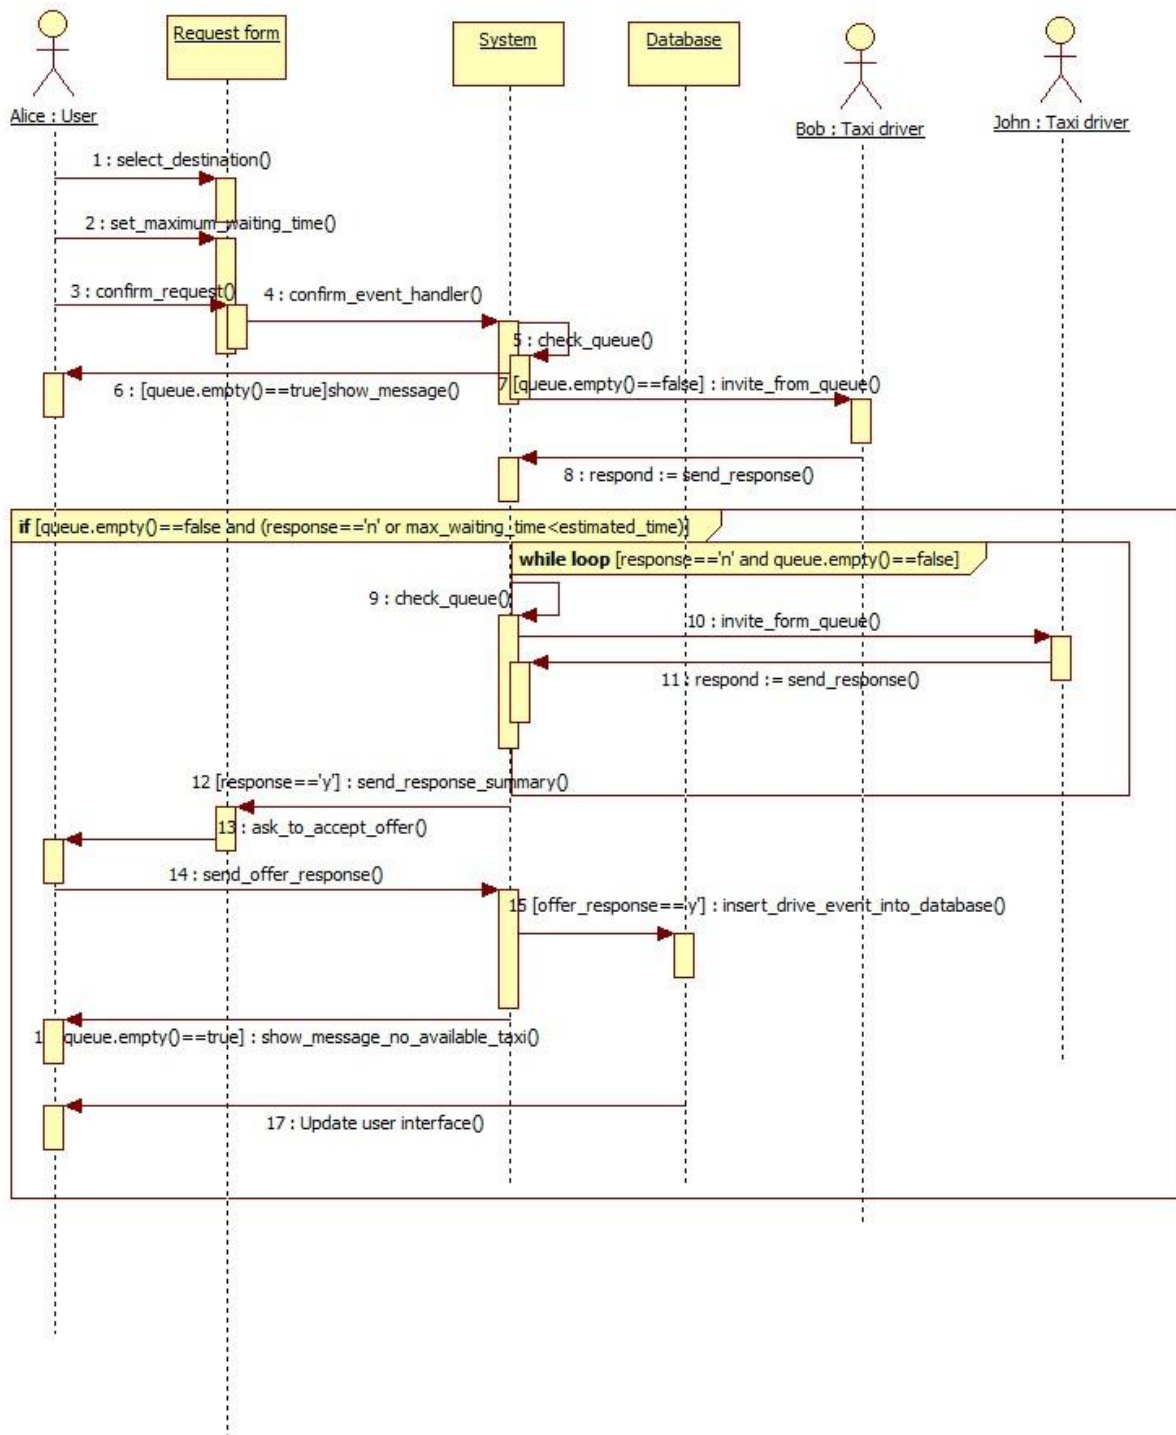 Request form
System
Database
Alice : User
Bob : Taxi driver
John : Taxi driver
1 : select_destination()
2 : set_maximum_waiting_time()
3 : confirm_request()
4 : confirm_event_handler()
5 : check_queue()
6 : [queue.empty()==true]show_message()
7 [queue.empty()==false] : invite_from_queue()
8 : respond := send_response()
if [queue.empty()==false and (response=='n' or max_waiting_time<estimated_time)]
while loop [response=='n' and queue.empty()==false]
9 : check_queue()
10 : invite_form_queue()
11 : respond := send_response()
12 [response=='y'] : send_response_summary()
13 : ask_to_accept_offer()
14 : send_offer_response()
15 [offer_response=='y'] : insert_drive_event_into_database()
queue.empty()==true] : show_message_no_available_taxi()
17 : Update user interface()